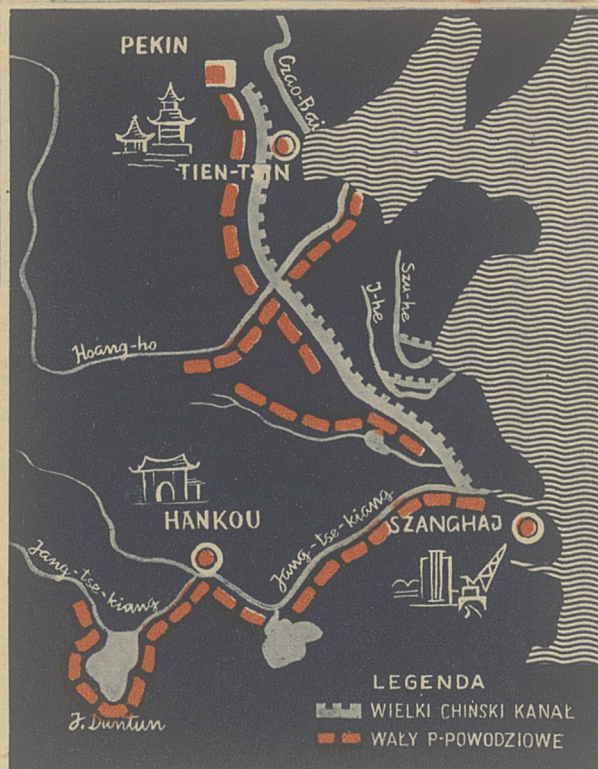 PEKIN
Czao-Bai
TIEN-TSIN
Szu-he
J-he
Hoang-ho
HANKOU
Jang-tse-kiang
SZANGHAJ
Jang-tse-kiang
J. Duntun
LEGENDA
WIELKI CHIŃSKI KANAŁ
WAŁY P-POWODZIOWE